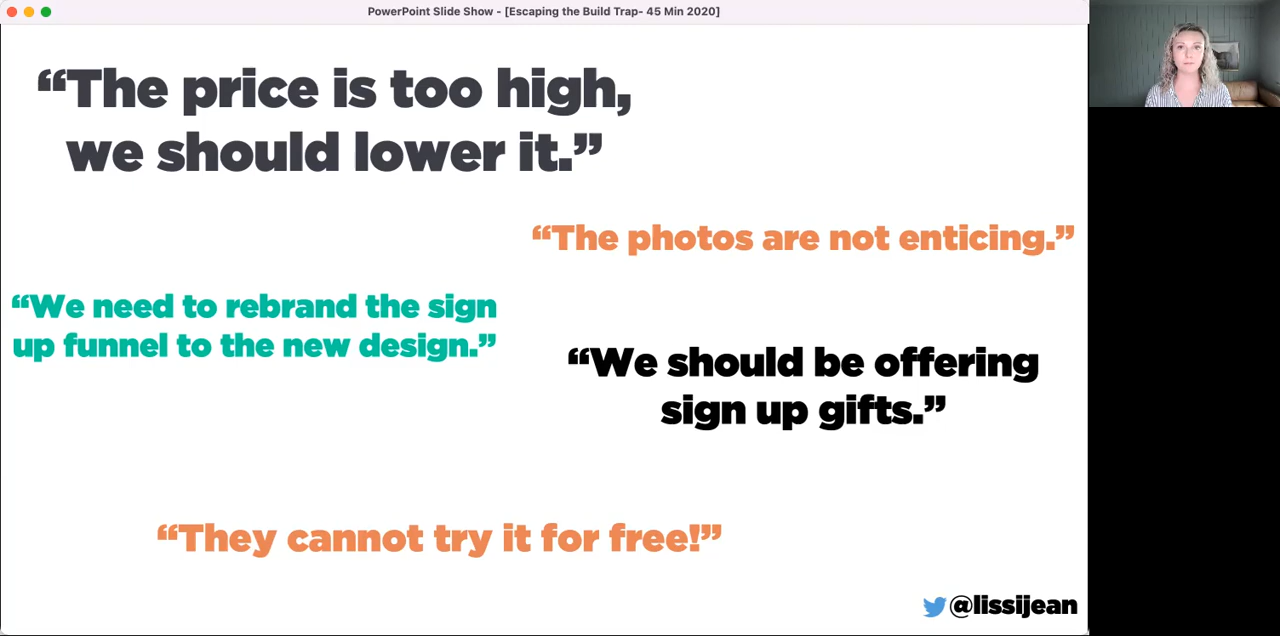 PowerPoint Slide Show - [Escaping the Build Trap- 45 Min 2020]
“The price is too high,
we should lower it.”
“The photos are not enticing.”
“We need to rebrand the sign
up funnel to the new design.”
“We should be offering
sign up gifts.”
“They cannot try it for free!”
@lissijean